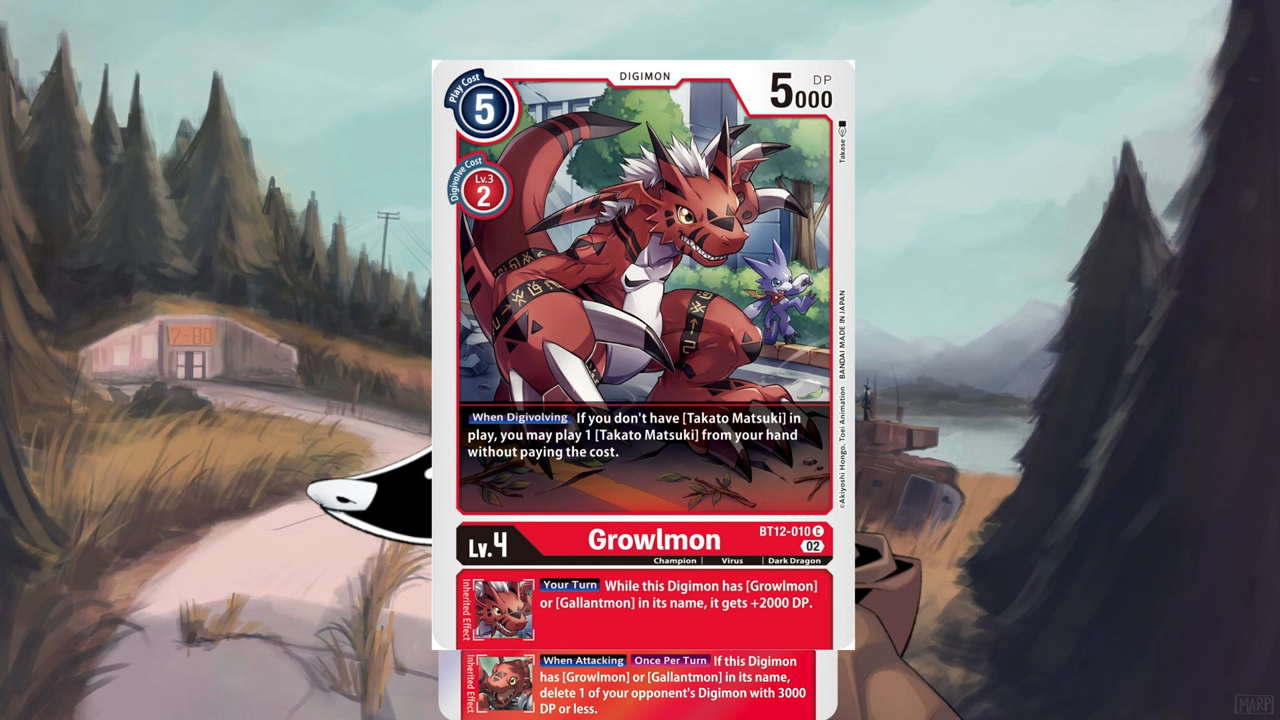 DIGIMON
Play Cost
5
DP
5000
Digivolve Cost
Lv.3
2
Takase
Z-80
BANDAI MADE IN JAPAN
©Akiyoshi Hongo, Toei Animation
When Digivolving If you don't have [Takato Matsuki] in
play, you may play 1 [Takato Matsuki] from your hand
without paying the cost.
Lv.4
Growlmon
BT12-010 C
02
Champion | Virus | Dark Dragon
Inherited Effect
Your Turn While this Digimon has [Growlmon]
or [Gallantmon] in its name, it gets +2000 DP.
Inherited Effect
When Attacking Once Per Turn If this Digimon
has [Growlmon] or [Gallantmon] in its name,
delete 1 of your opponent's Digimon with 3000
DP or less.
MARPI